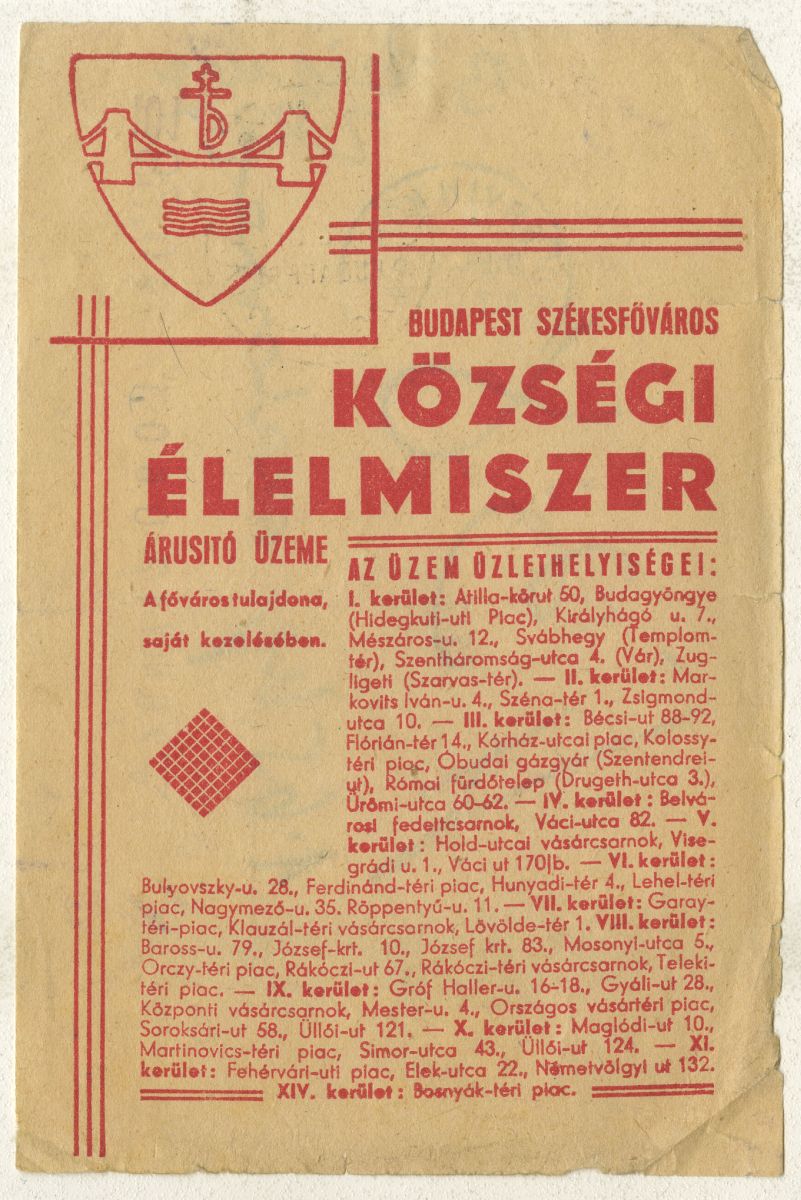 BUDAPEST SZÉKESFŐVÁROS
KÖZSÉGI
ÉLELMISZER
ÁRUSITÓ ÜZEME
A főváros tulajdona,
saját kezelésében.
AZ ÜZEM ÜZLETHELYISÉGEI:
I. kerület: Atilla-körut 50, Budagyöngye
(Hidegkuti-uti Piac), Királyhágó u. 7.,
Mészáros-u. 12., Svábhegy (Templom-
tér), Szentháromság-utca 4. (Vár), Zug-
ligeti (Szarvas-tér). — II. kerület: Mar-
kovits Iván-u. 4., Széna-tér 1., Zsigmond-
utca 10. — III. kerület: Bécsi-ut 88-92,
Flórián-tér 14., Kórház-utcai piac, Kolossy-
téri piac, Óbudai gázgyár (Szentendrei-
ut), Római fürdőtelep (Drugeth-utca 3.),
Ürömi-utca 60-62. — IV. kerület: Belvá-
rosi fedettcsarnok, Váci-utca 82. — V.
kerület: Hold-utcai vásárcsarnok, Vise-
grádi u. 1., Váci ut 170|b. — VI. kerület:
Bulyovszky-u. 28., Ferdinánd-téri piac, Hunyadi-tér 4., Lehel-téri
piac, Nagymező-u. 35. Röppentyű-u. 11. — VII. kerület: Garay-
téri-piac, Klauzál-téri vásárcsarnok, Lövölde-tér 1. VIII. kerület:
Baross-u. 79., József-krt. 10., József krt. 83., Mosonyi-utca 5.,
Orczy-téri piac, Rákóczi-ut 67., Rákóczi-téri vásárcsarnok, Teleki-
téri piac. — IX. kerület: Gróf Haller-u. 16-18., Gyáli-ut 28.,
Központi vásárcsarnok, Mester-u. 4., Országos vásártéri piac,
Soroksári-ut 58., Üllői-ut 121. — X. kerület: Maglódi-ut 10.,
Martinovics-téri piac, Simor-utca 43., Üllői-ut 124. — XI.
kerület: Fehérvári-uti piac, Elek-utca 22., Németvölgyi ut 132.
XIV. kerület: Bosnyák-téri piac.